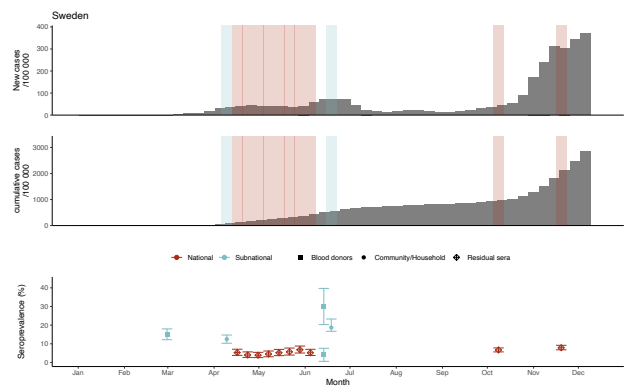 Sweden
New cases
/100 000
400
300
200
100
0
cumulative cases
/100 000
3000
2000
1000
0
National
Subnational
Blood donors
Community/Household
Residual sera
Seroprevalence (%)
40
30
20
10
0
Jan Feb Mar Apr May Jun Jul Aug Sep Oct Nov Dec
Month